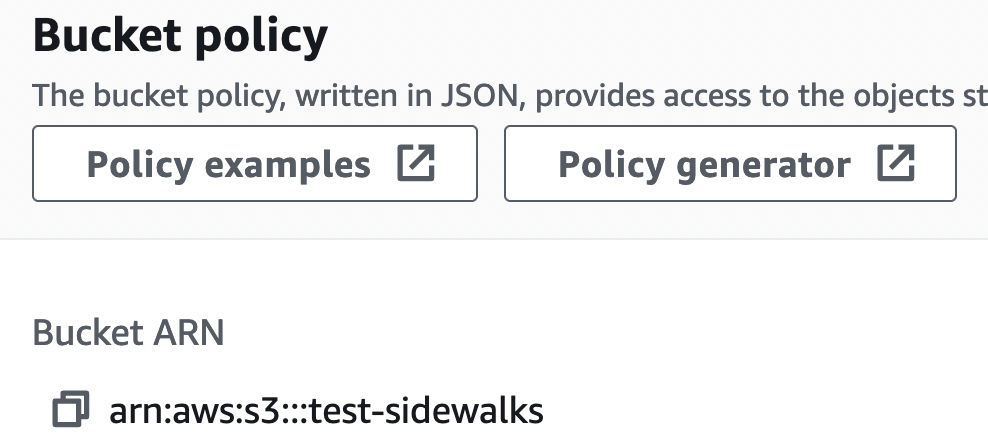 Bucket policy
The bucket policy, written in JSON, provides access to the objects
Policy examples
Policy generator
Bucket ARN
arn:aws:s3:::test-sidewalks